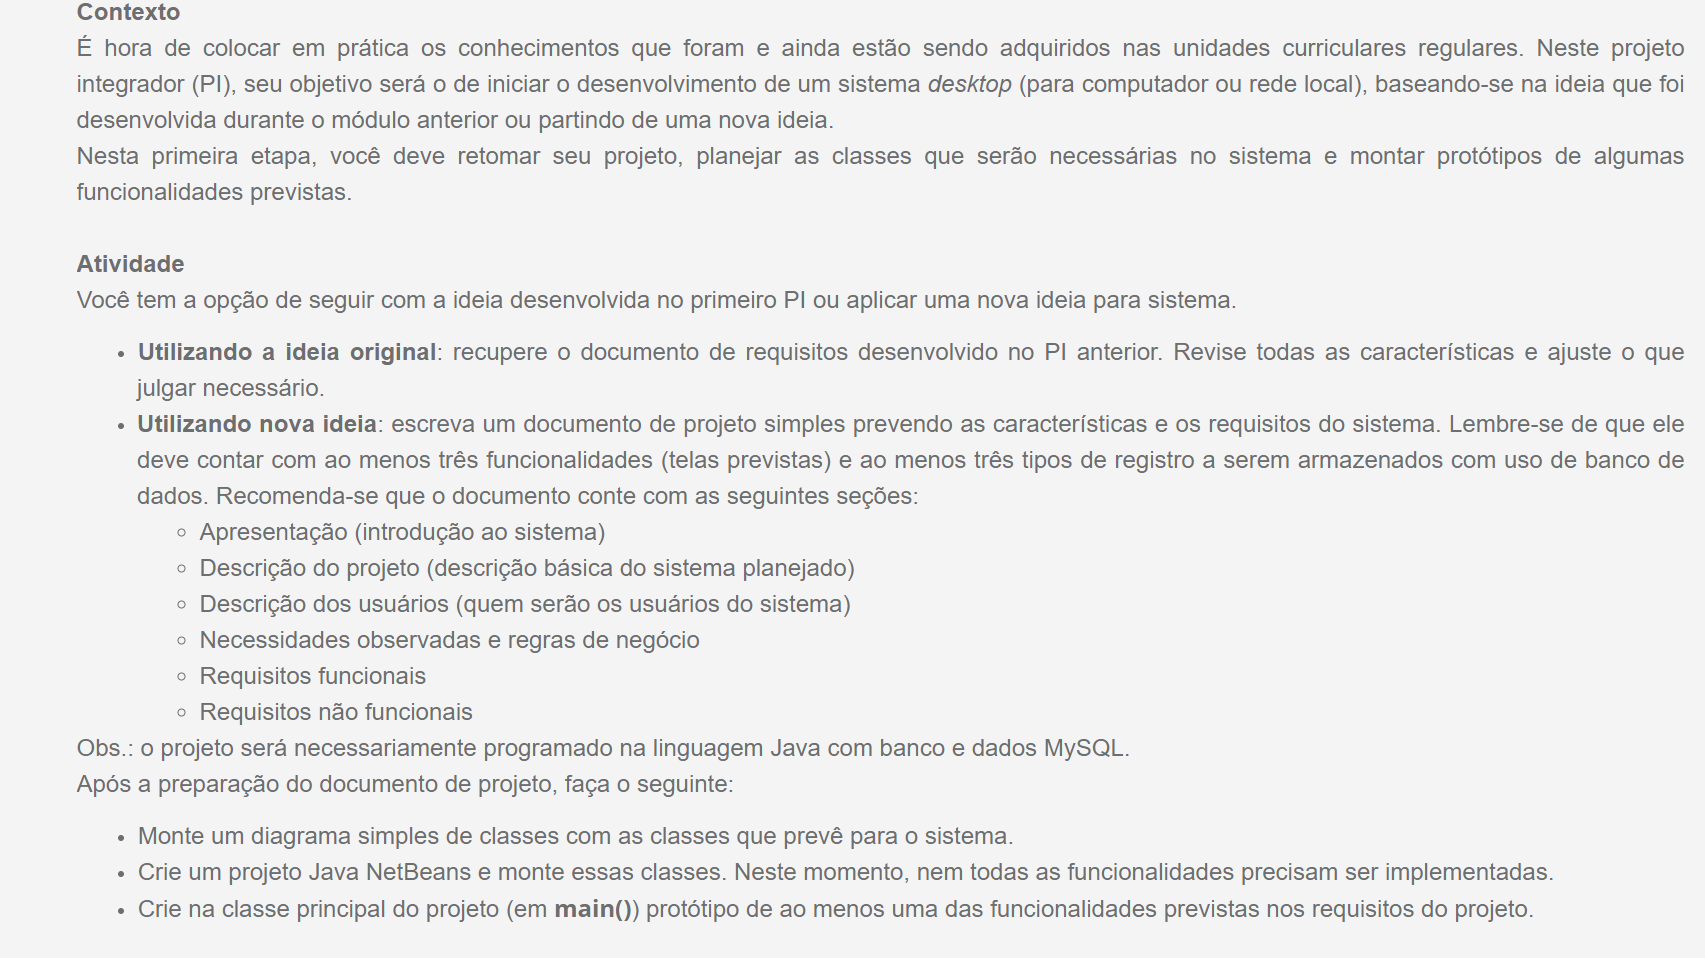 Contexto
É hora de colocar em prática os conhecimentos que foram e ainda estão sendo adquiridos nas unidades curriculares regulares. Neste projeto
integrador (PI), seu objetivo será o de iniciar o desenvolvimento de um sistema desktop (para computador ou rede local), baseando-se na ideia que foi
desenvolvida durante o módulo anterior ou partindo de uma nova ideia.
Nesta primeira etapa, você deve retomar seu projeto, planejar as classes que serão necessárias no sistema e montar protótipos de algumas
funcionalidades previstas.
Atividade
Você tem a opção de seguir com a ideia desenvolvida no primeiro PI ou aplicar uma nova ideia para sistema.
• Utilizando a ideia original: recupere o documento de requisitos desenvolvido no PI anterior. Revise todas as características e ajuste o que
julgar necessário.
• Utilizando nova ideia: escreva um documento de projeto simples prevendo as características e os requisitos do sistema. Lembre-se de que ele
deve contar com ao menos três funcionalidades (telas previstas) e ao menos três tipos de registro a serem armazenados com uso de banco de
dados. Recomenda-se que o documento conte com as seguintes seções:
◦ Apresentação (introdução ao sistema)
◦ Descrição do projeto (descrição básica do sistema planejado)
◦ Descrição dos usuários (quem serão os usuários do sistema)
◦ Necessidades observadas e regras de negócio
◦ Requisitos funcionais
◦ Requisitos não funcionais
Obs.: o projeto será necessariamente programado na linguagem Java com banco e dados MySQL.
Após a preparação do documento de projeto, faça o seguinte:
• Monte um diagrama simples de classes com as classes que prevê para o sistema.
• Crie um projeto Java NetBeans e monte essas classes. Neste momento, nem todas as funcionalidades precisam ser implementadas.
• Crie na classe principal do projeto (em main()) protótipo de ao menos uma das funcionalidades previstas nos requisitos do projeto.